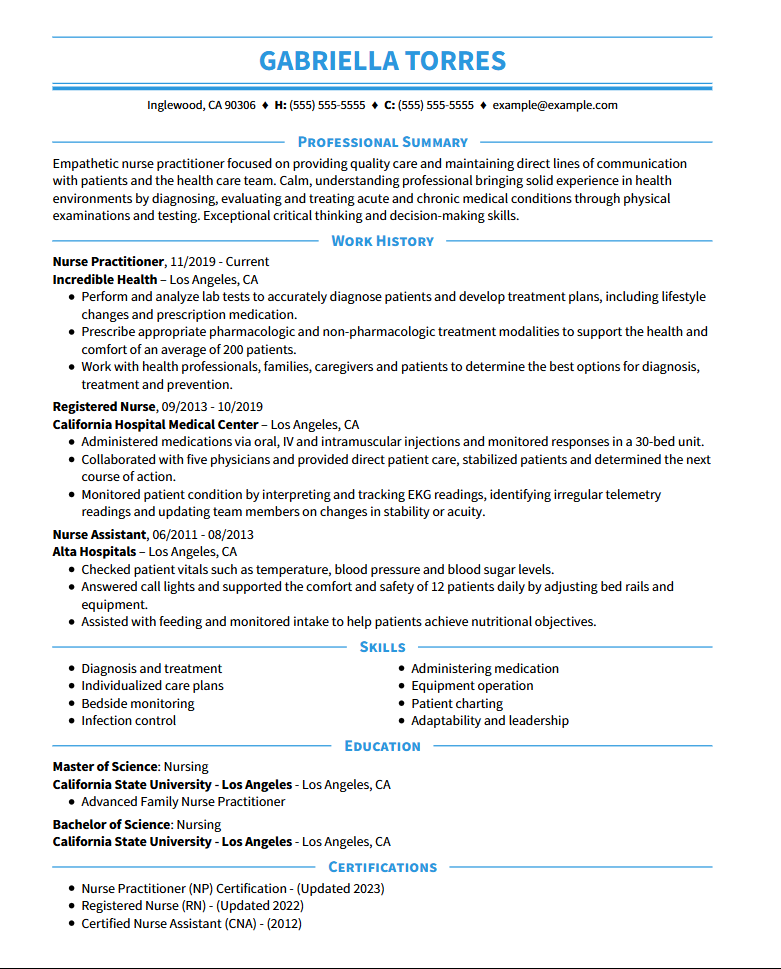 GABRIELLA TORRES
Inglewood, CA 90306 ♦ H: (555) 555-5555 ♦ C: (555) 555-5555 ♦ example@example.com
Professional Summary
Empathetic nurse practitioner focused on providing quality care and maintaining direct lines of communication
with patients and the health care team. Calm, understanding professional bringing solid experience in health
environments by diagnosing, evaluating and treating acute and chronic medical conditions through physical
examinations and testing. Exceptional critical thinking and decision-making skills.
Work History
Nurse Practitioner, 11/2019 - Current
Incredible Health – Los Angeles, CA
• Perform and analyze lab tests to accurately diagnose patients and develop treatment plans, including lifestyle
changes and prescription medication.
• Prescribe appropriate pharmacologic and non-pharmacologic treatment modalities to support the health and
comfort of an average of 200 patients.
• Work with health professionals, families, caregivers and patients to determine the best options for diagnosis,
treatment and prevention.
Registered Nurse, 09/2013 - 10/2019
California Hospital Medical Center – Los Angeles, CA
• Administered medications via oral, IV and intramuscular injections and monitored responses in a 30-bed unit.
• Collaborated with five physicians and provided direct patient care, stabilized patients and determined the next
course of action.
• Monitored patient condition by interpreting and tracking EKG readings, identifying irregular telemetry
readings and updating team members on changes in stability or acuity.
Nurse Assistant, 06/2011 - 08/2013
Alta Hospitals – Los Angeles, CA
• Checked patient vitals such as temperature, blood pressure and blood sugar levels.
• Answered call lights and supported the comfort and safety of 12 patients daily by adjusting bed rails and
equipment.
• Assisted with feeding and monitored intake to help patients achieve nutritional objectives.
Skills
• Diagnosis and treatment
• Individualized care plans
• Bedside monitoring
• Infection control
• Administering medication
• Equipment operation
• Patient charting
• Adaptability and leadership
Education
Master of Science: Nursing
California State University - Los Angeles - Los Angeles, CA
• Advanced Family Nurse Practitioner
Bachelor of Science: Nursing
California State University - Los Angeles - Los Angeles, CA
Certifications
• Nurse Practitioner (NP) Certification - (Updated 2023)
• Registered Nurse (RN) - (Updated 2022)
• Certified Nurse Assistant (CNA) - (2012)